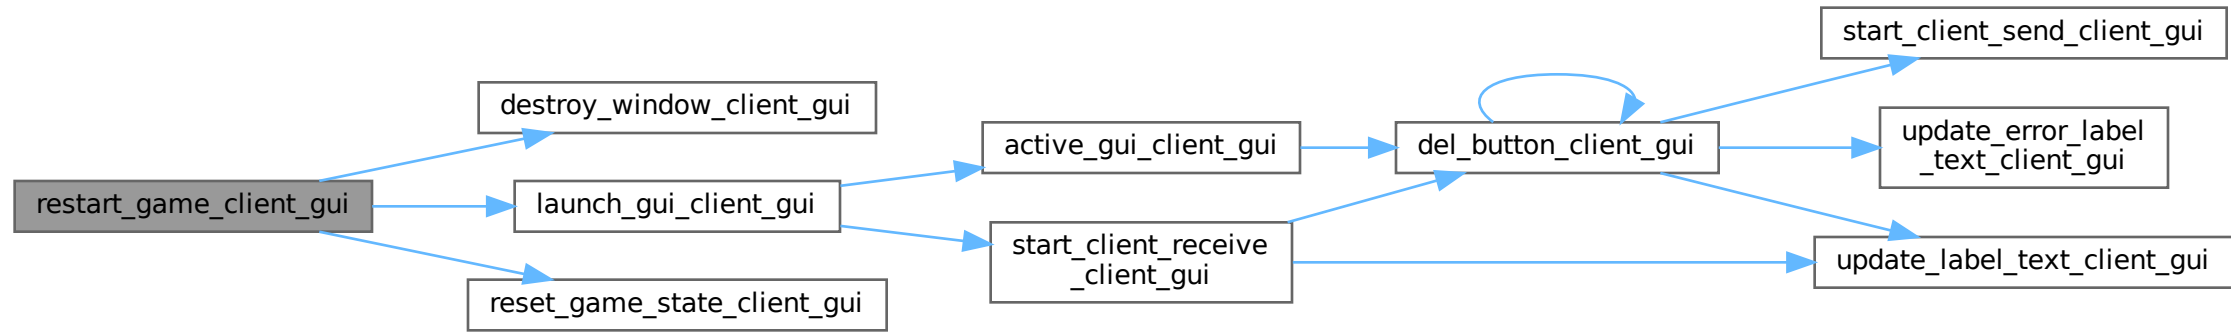 restart_game_client_gui
destroy_window_client_gui
launch_gui_client_gui
reset_game_state_client_gui
active_gui_client_gui
start_client_receive
_client_gui
del_button_client_gui
start_client_send_client_gui
update_error_label
_text_client_gui
update_label_text_client_gui